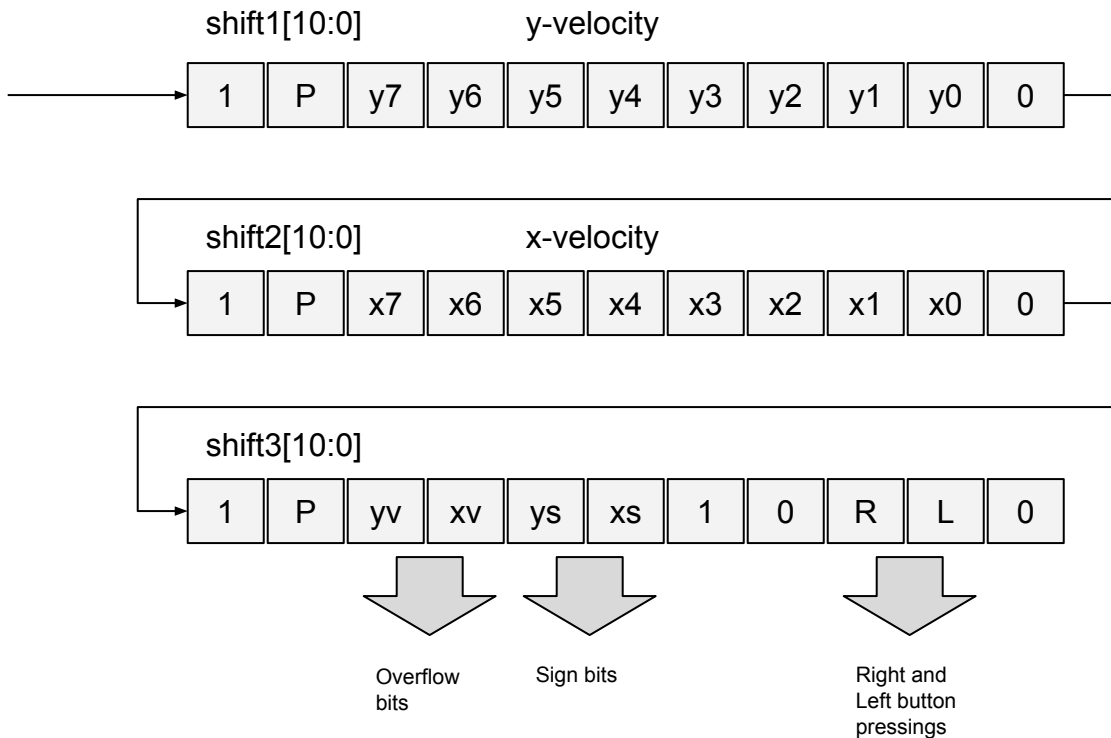 shift1[10:0] y-velocity
1 P y7 y6 y5 y4 y3 y2 y1 y0 0
shift2[10:0] x-velocity
1 P x7 x6 x5 x4 x3 x2 x1 x0 0
shift3[10:0]
1 P yv xv ys xs 1 0 R L 0
Overflow
bits
Sign bits
Right and
Left button
pressings